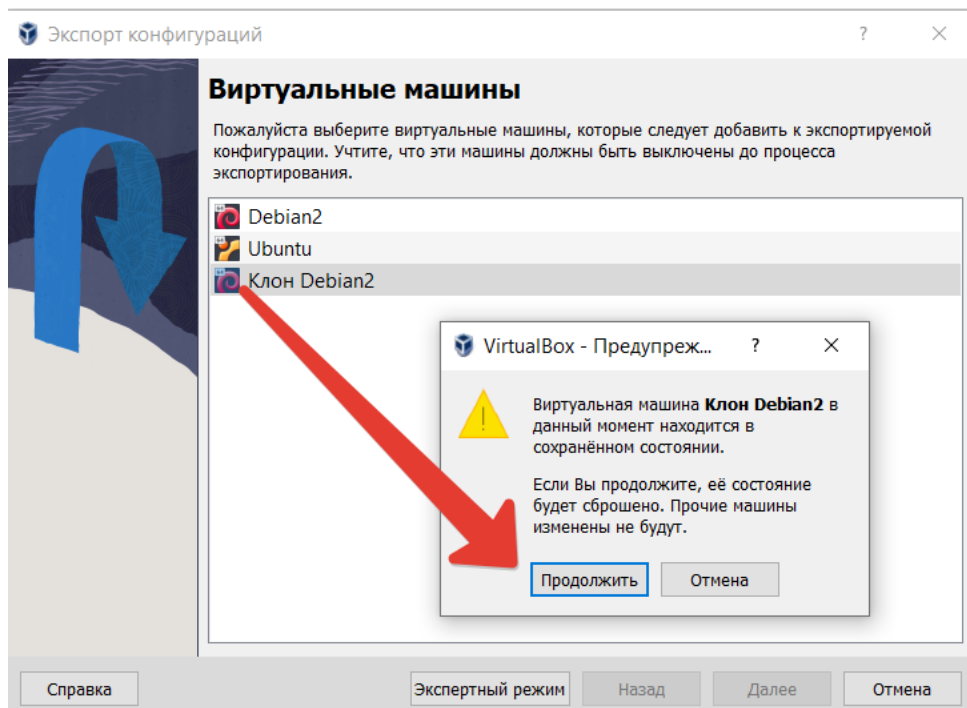 Экспорт конфигураций
?
Виртуальные машины
Пожалуйста выберите виртуальные машины, которые следует добавить к экспортируемой
конфигурации. Учтите, что эти машины должны быть выключены до процесса
экспортирования.
Debian2
Ubuntu
Клон Debian2
VirtualBox - Предупреж...
?
Виртуальная машина Клон Debian2 в
данный момент находится в
сохранённом состоянии.
Если Вы продолжите, её состояние
будет сброшено. Прочие машины
изменены не будут.
Продолжить
Отмена
Справка
Экспертный режим
Назад
Далее
Отмена